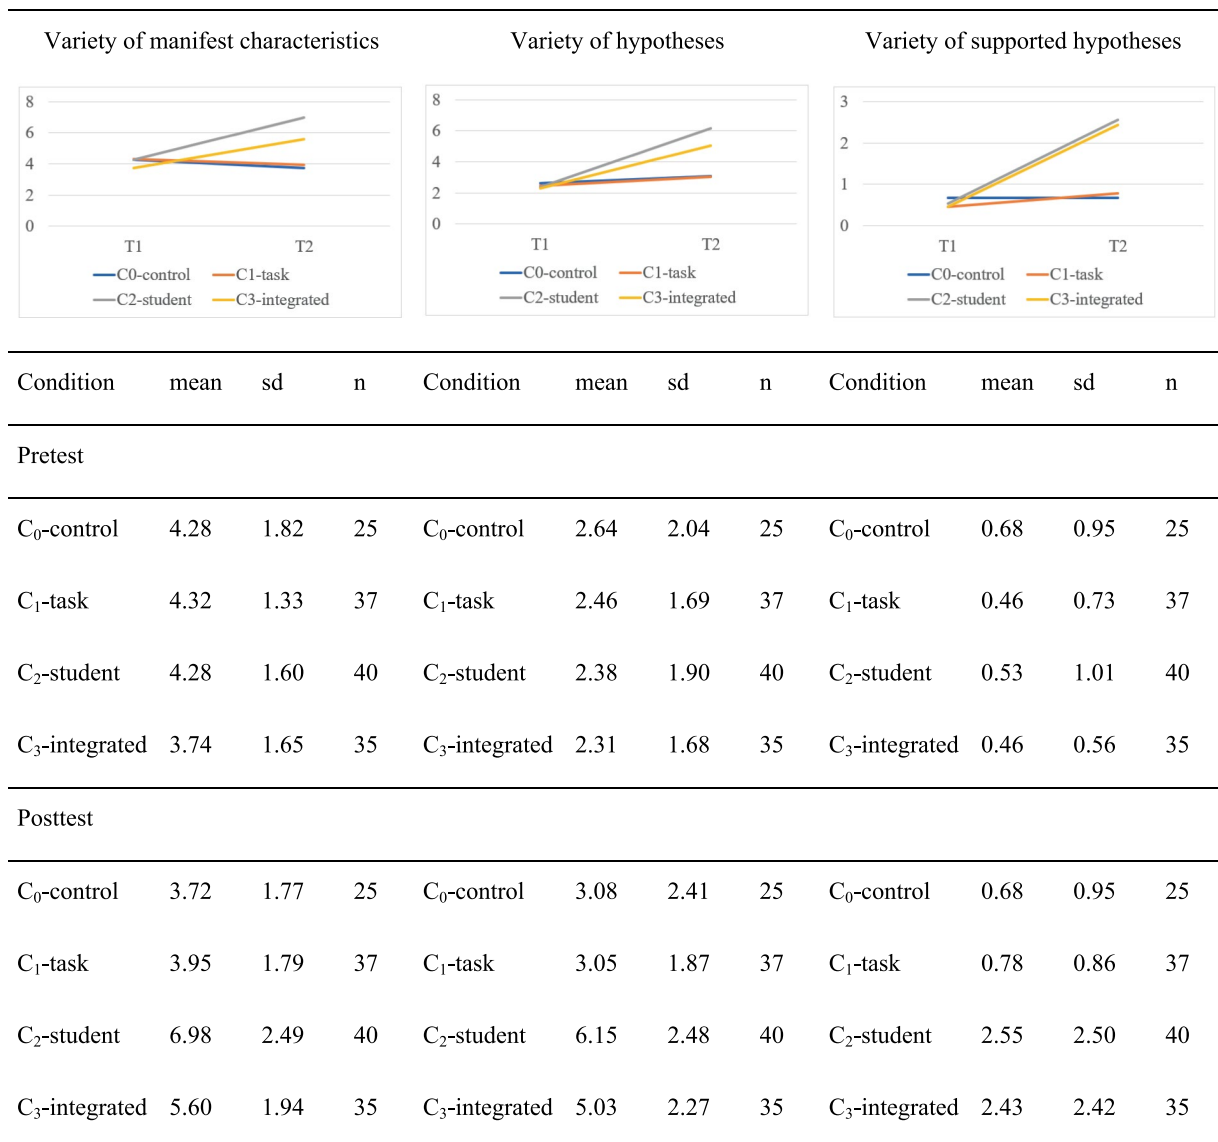 Variety of manifest characteristics Variety of hypotheses Variety of supported hypotheses
8
6
4
2
0
T1 T2
C0-control C1-task
C2-student C3-integrated
8
6
4
2
0
T1 T2
C0-control C1-task
C2-student C3-integrated
3
2
1
0
T1 T2
C0-control C1-task
C2-student C3-integrated
Condition mean sd n Condition mean sd n Condition mean sd n
Pretest
C₀-control 4.28 1.82 25 C₀-control 2.64 2.04 25 C₀-control 0.68 0.95 25
C₁-task 4.32 1.33 37 C₁-task 2.46 1.69 37 C₁-task 0.46 0.73 37
C₂-student 4.28 1.60 40 C₂-student 2.38 1.90 40 C₂-student 0.53 1.01 40
C₃-integrated 3.74 1.65 35 C₃-integrated 2.31 1.68 35 C₃-integrated 0.46 0.56 35
Posttest
C₀-control 3.72 1.77 25 C₀-control 3.08 2.41 25 C₀-control 0.68 0.95 25
C₁-task 3.95 1.79 37 C₁-task 3.05 1.87 37 C₁-task 0.78 0.86 37
C₂-student 6.98 2.49 40 C₂-student 6.15 2.48 40 C₂-student 2.55 2.50 40
C₃-integrated 5.60 1.94 35 C₃-integrated 5.03 2.27 35 C₃-integrated 2.43 2.42 35